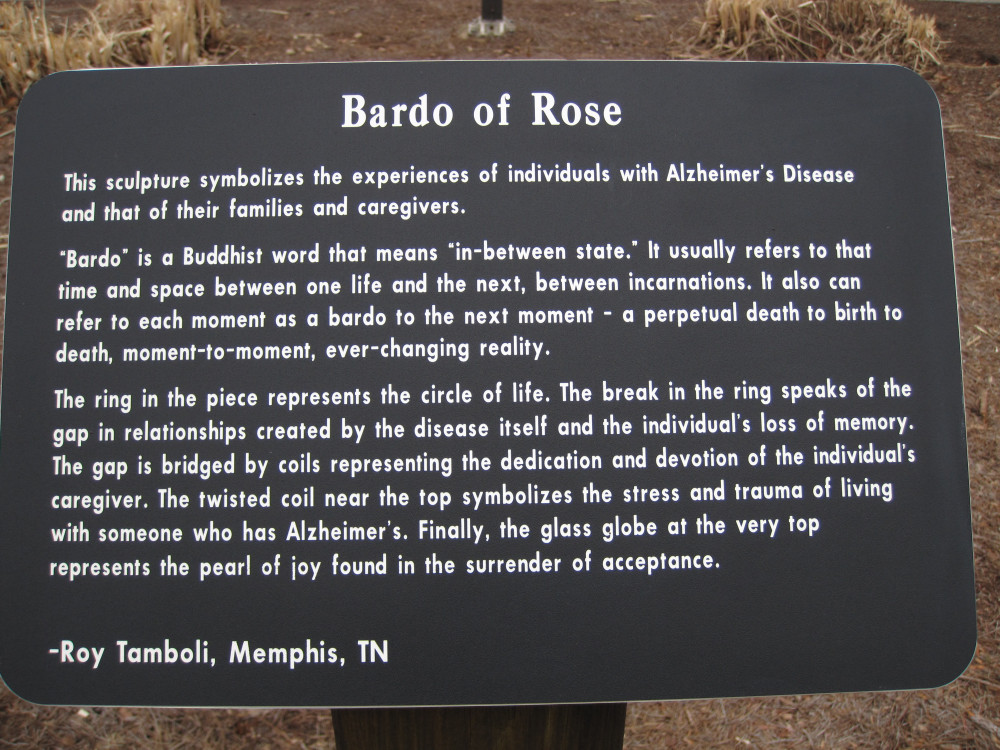 Bardo of Rose
This sculpture symbolizes the experiences of individuals with Alzheimer's Disease
and that of their families and caregivers.
"Bardo" is a Buddhist word that means "in-between state." It usually refers to that
time and space between one life and the next, between incarnations. It also can
refer to each moment as a bardo to the next moment - a perpetual death to birth to
death, moment-to-moment, ever-changing reality.
The ring in the piece represents the circle of life. The break in the ring speaks of the
gap in relationships created by the disease itself and the individual's loss of memory.
The gap is bridged by coils representing the dedication and devotion of the individual's
caregiver. The twisted coil near the top symbolizes the stress and trauma of living
with someone who has Alzheimer's. Finally, the glass globe at the very top
represents the pearl of joy found in the surrender of acceptance.
-Roy Tamboli, Memphis, TN